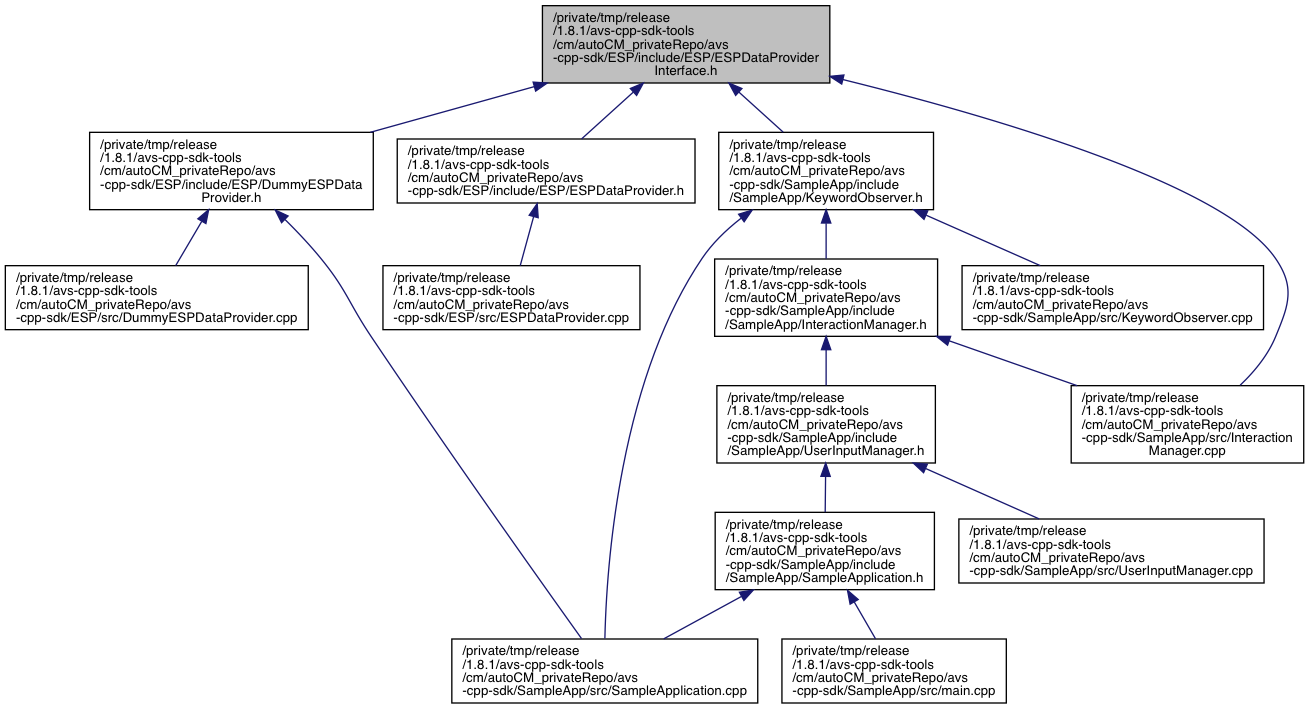 /private/tmp/release
/1.8.1/avs-cpp-sdk-tools
/cm/autoCM_privateRepo/avs
-cpp-sdk/ESP/include/ESP/ESPDataProvider
Interface.h
/private/tmp/release
/1.8.1/avs-cpp-sdk-tools
/cm/autoCM_privateRepo/avs
-cpp-sdk/ESP/include/ESP/DummyESPData
Provider.h
/private/tmp/release
/1.8.1/avs-cpp-sdk-tools
/cm/autoCM_privateRepo/avs
-cpp-sdk/ESP/include/ESP/ESPDataProvider.h
/private/tmp/release
/1.8.1/avs-cpp-sdk-tools
/cm/autoCM_privateRepo/avs
-cpp-sdk/SampleApp/include
/SampleApp/KeywordObserver.h
/private/tmp/release
/1.8.1/avs-cpp-sdk-tools
/cm/autoCM_privateRepo/avs
-cpp-sdk/ESP/src/DummyESPDataProvider.cpp
/private/tmp/release
/1.8.1/avs-cpp-sdk-tools
/cm/autoCM_privateRepo/avs
-cpp-sdk/ESP/src/ESPDataProvider.cpp
/private/tmp/release
/1.8.1/avs-cpp-sdk-tools
/cm/autoCM_privateRepo/avs
-cpp-sdk/SampleApp/include
/SampleApp/InteractionManager.h
/private/tmp/release
/1.8.1/avs-cpp-sdk-tools
/cm/autoCM_privateRepo/avs
-cpp-sdk/SampleApp/src/KeywordObserver.cpp
/private/tmp/release
/1.8.1/avs-cpp-sdk-tools
/cm/autoCM_privateRepo/avs
-cpp-sdk/SampleApp/include
/SampleApp/UserInputManager.h
/private/tmp/release
/1.8.1/avs-cpp-sdk-tools
/cm/autoCM_privateRepo/avs
-cpp-sdk/SampleApp/src/Interaction
Manager.cpp
/private/tmp/release
/1.8.1/avs-cpp-sdk-tools
/cm/autoCM_privateRepo/avs
-cpp-sdk/SampleApp/include
/SampleApp/SampleApplication.h
/private/tmp/release
/1.8.1/avs-cpp-sdk-tools
/cm/autoCM_privateRepo/avs
-cpp-sdk/SampleApp/src/UserInputManager.cpp
/private/tmp/release
/1.8.1/avs-cpp-sdk-tools
/cm/autoCM_privateRepo/avs
-cpp-sdk/SampleApp/src/SampleApplication.cpp
/private/tmp/release
/1.8.1/avs-cpp-sdk-tools
/cm/autoCM_privateRepo/avs
-cpp-sdk/SampleApp/src/main.cpp